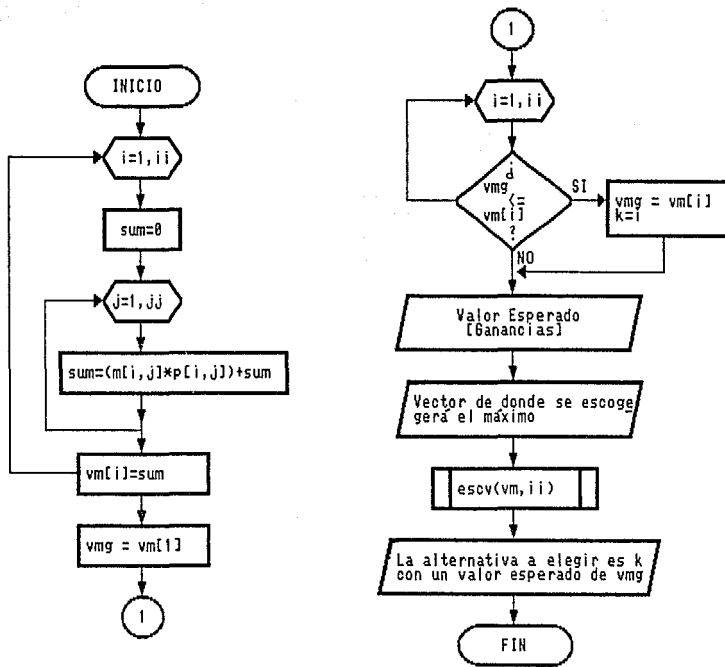 INICIO
i=1,ii
sum=0
j=1,jj
sum=(m[i,j]*p[i,j])+sum
vm[i]=sum
vmg = vm[1]
1
1
i=1,ii
¿
vmg
<=
vm[i]
?
SI
vmg = vm[i]
k=i
NO
Valor Esperado
[Ganancias]
Vector de donde se escoge
gerá el máximo
escv(vm,ii)
La alternativa a elegir es k
con un valor esperado de vmg
FIN